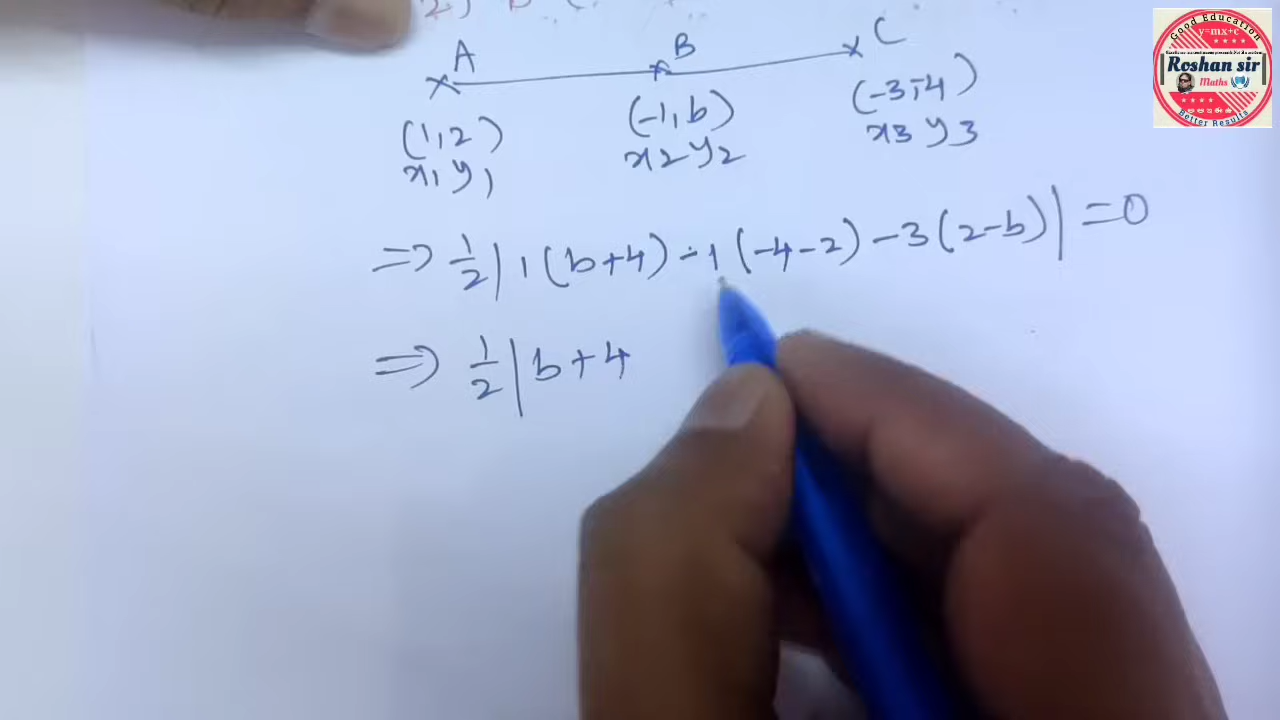 A B C
(1,2) (-1,b) (-3,-4)
x1 y1 x2 y2 x3 y3
⇒ 1/2 | 1(b+4) -1(-4-2) -3(2-b)| =0
⇒ 1/2 | b+4
Good Education
y=mx+c
Roshan sir
Maths
Better Results